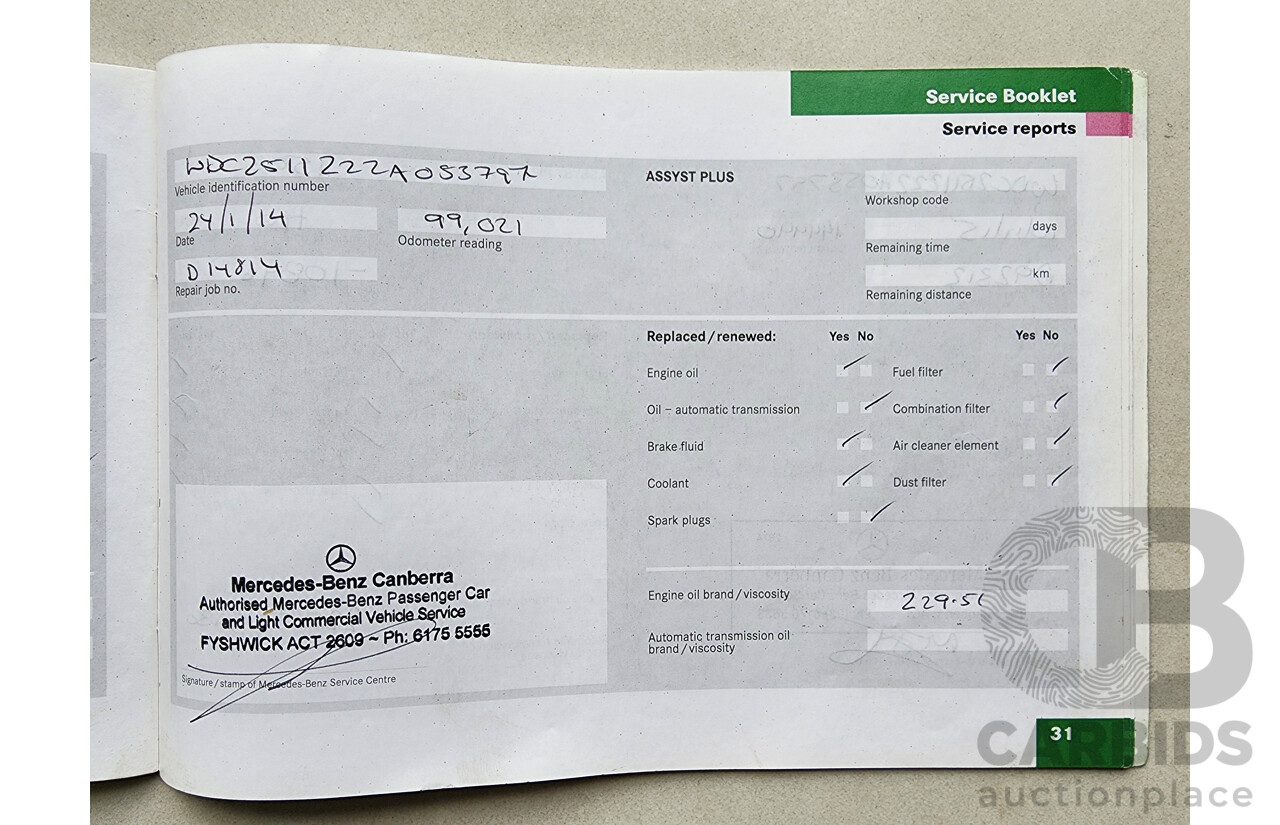 Service Booklet
Service reports
WDC2511222A053797
Vehicle identification number
24/1/14
Date
99,021
Odometer reading
D14814
Repair job no.
ASSYST PLUS
Workshop code
days
Remaining time
km
Remaining distance
Replaced/renewed: Yes No Yes No
Engine oil Fuel filter
Oil – automatic transmission Combination filter
Brake fluid Air cleaner element
Coolant Dust filter
Spark plugs
Engine oil brand/viscosity 229.51
Automatic transmission oil
brand/viscosity
Mercedes-Benz Canberra
Authorised Mercedes-Benz Passenger Car
and Light Commercial Vehicle Service
FYSHWICK ACT 2609 ~ Ph: 6175 5555
Signature/stamp of Mercedes-Benz Service Centre
31
CARBIDS
auctionplace